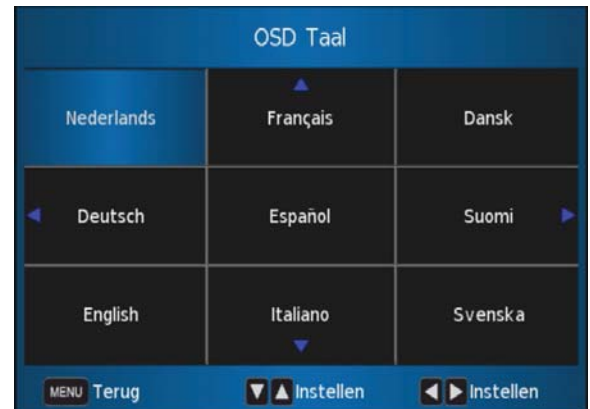 OSD Taal
Nederlands Français Dansk
Deutsch Español Suomi
English Italiano Svenska
MENU Terug Instellen Instellen